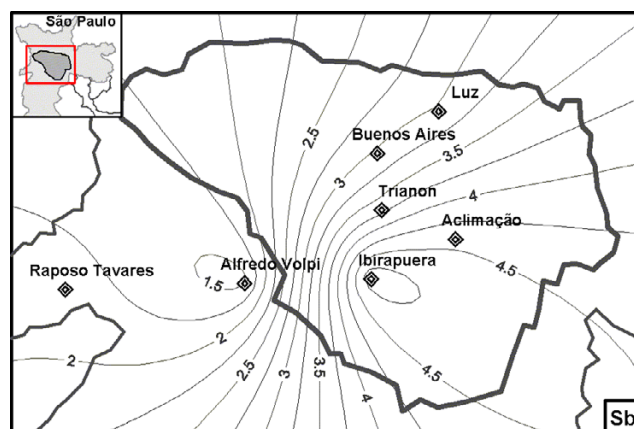 São Paulo
Luz
2.5
Buenos Aires
3.5
3
Trianon
4
Aclimação
Raposo Tavares
Alfredo Volpi
Ibirapuera
4.5
1.5
2
2
2.5
3
3.5
4
4.5
Sb